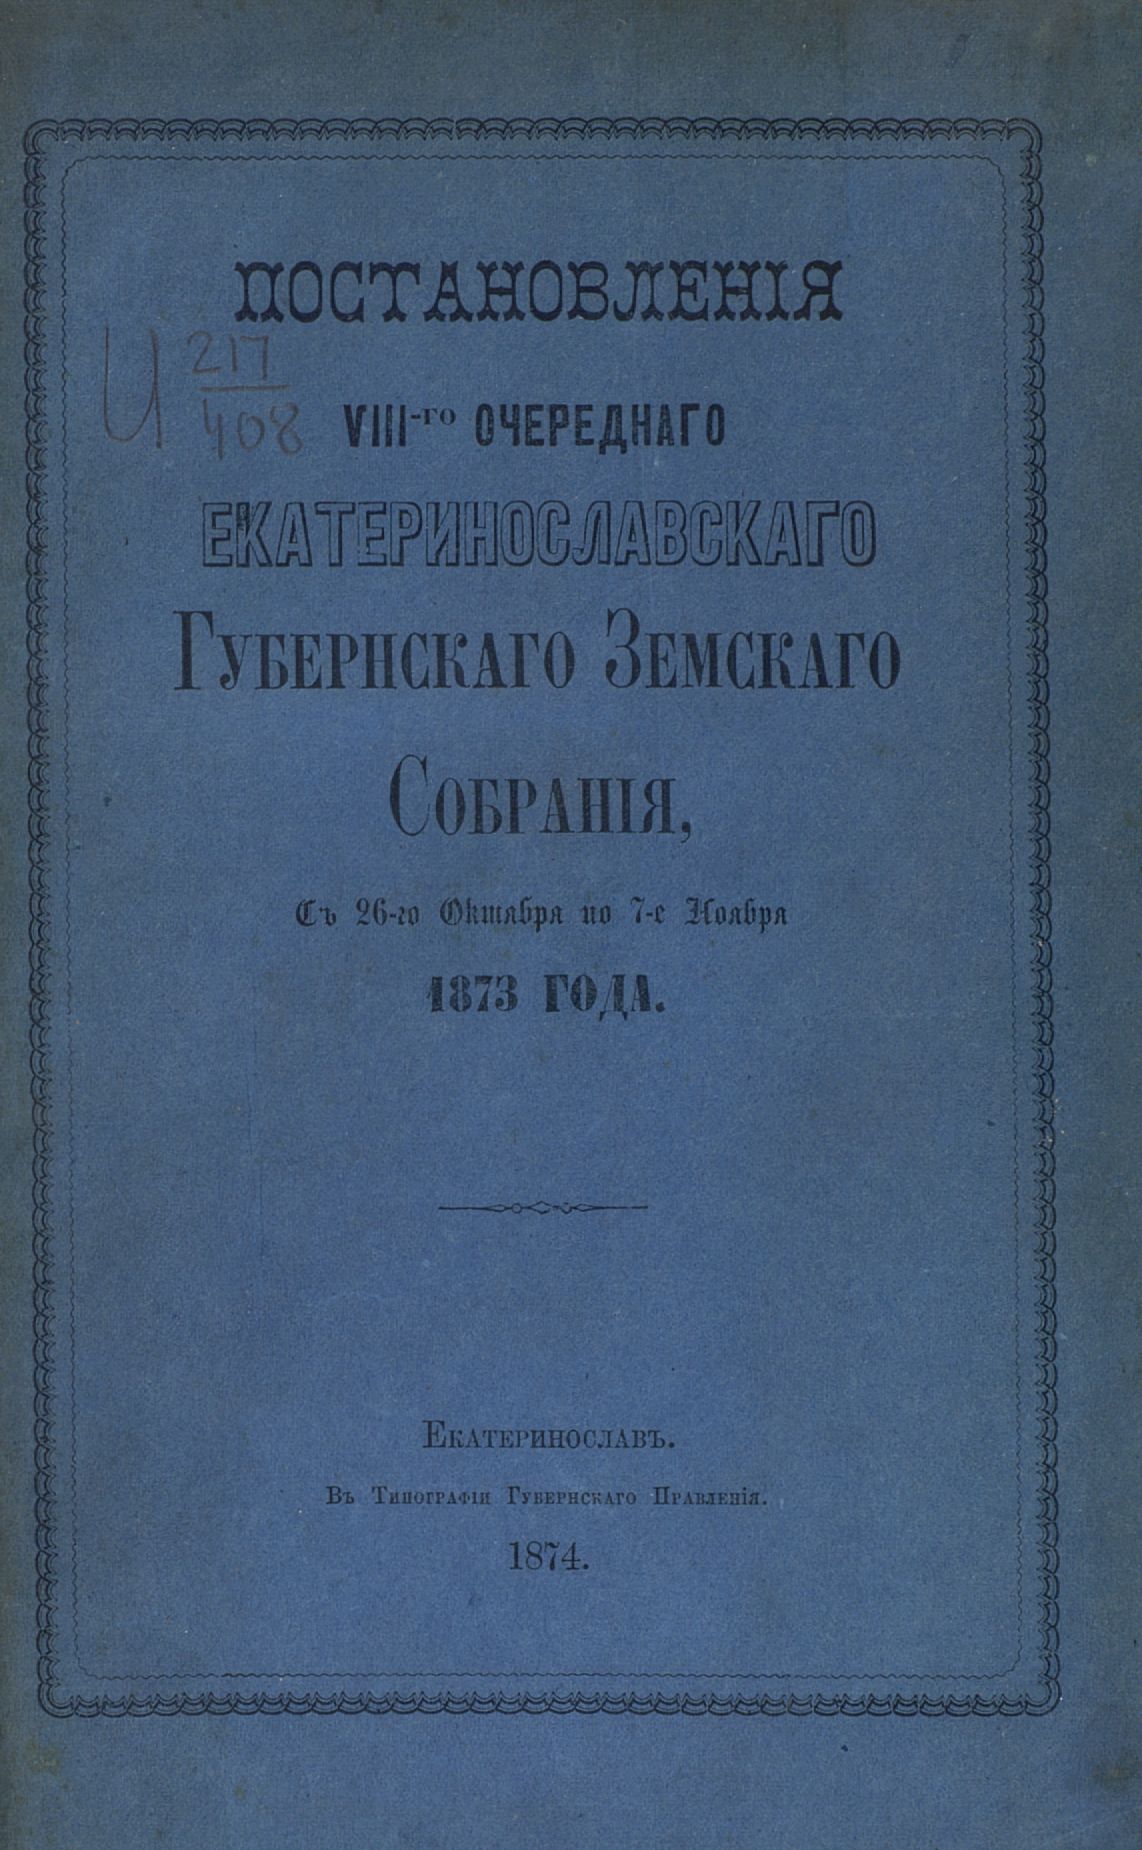 ПОСТАНОВЛЕНІЯ
И 217
408
VIII-го ОЧЕРЕДНАГО
ЕКАТЕРИНОСЛАВСКАГО
ГУБЕРНСКАГО ЗЕМСКАГО
СОБРАНІЯ,
Съ 26-го Октября по 7-е Ноября
1873 ГОДА.
ЕКАТЕРИНОСЛАВЪ.
ВЪ ТИПОГРАФІИ ГУБЕРНСКАГО ПРАВЛЕНІЯ.
1874.